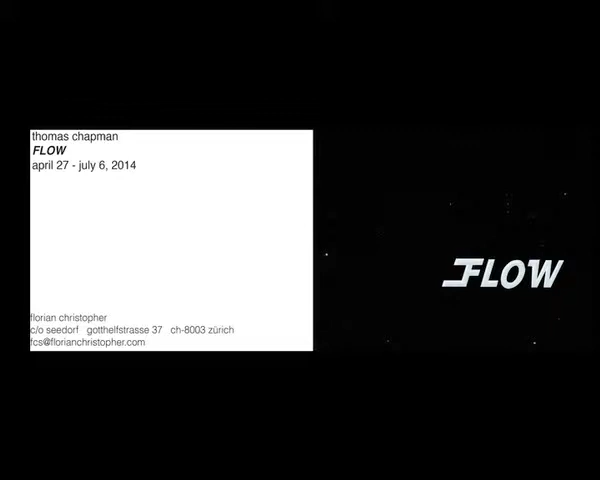 thomas chapman
FLOW
april 27 - july 6, 2014
florian christopher
c/o seedorf gotthelfstrasse 37 ch-8003 zürich
fcs@florianchristopher.com
FLOW